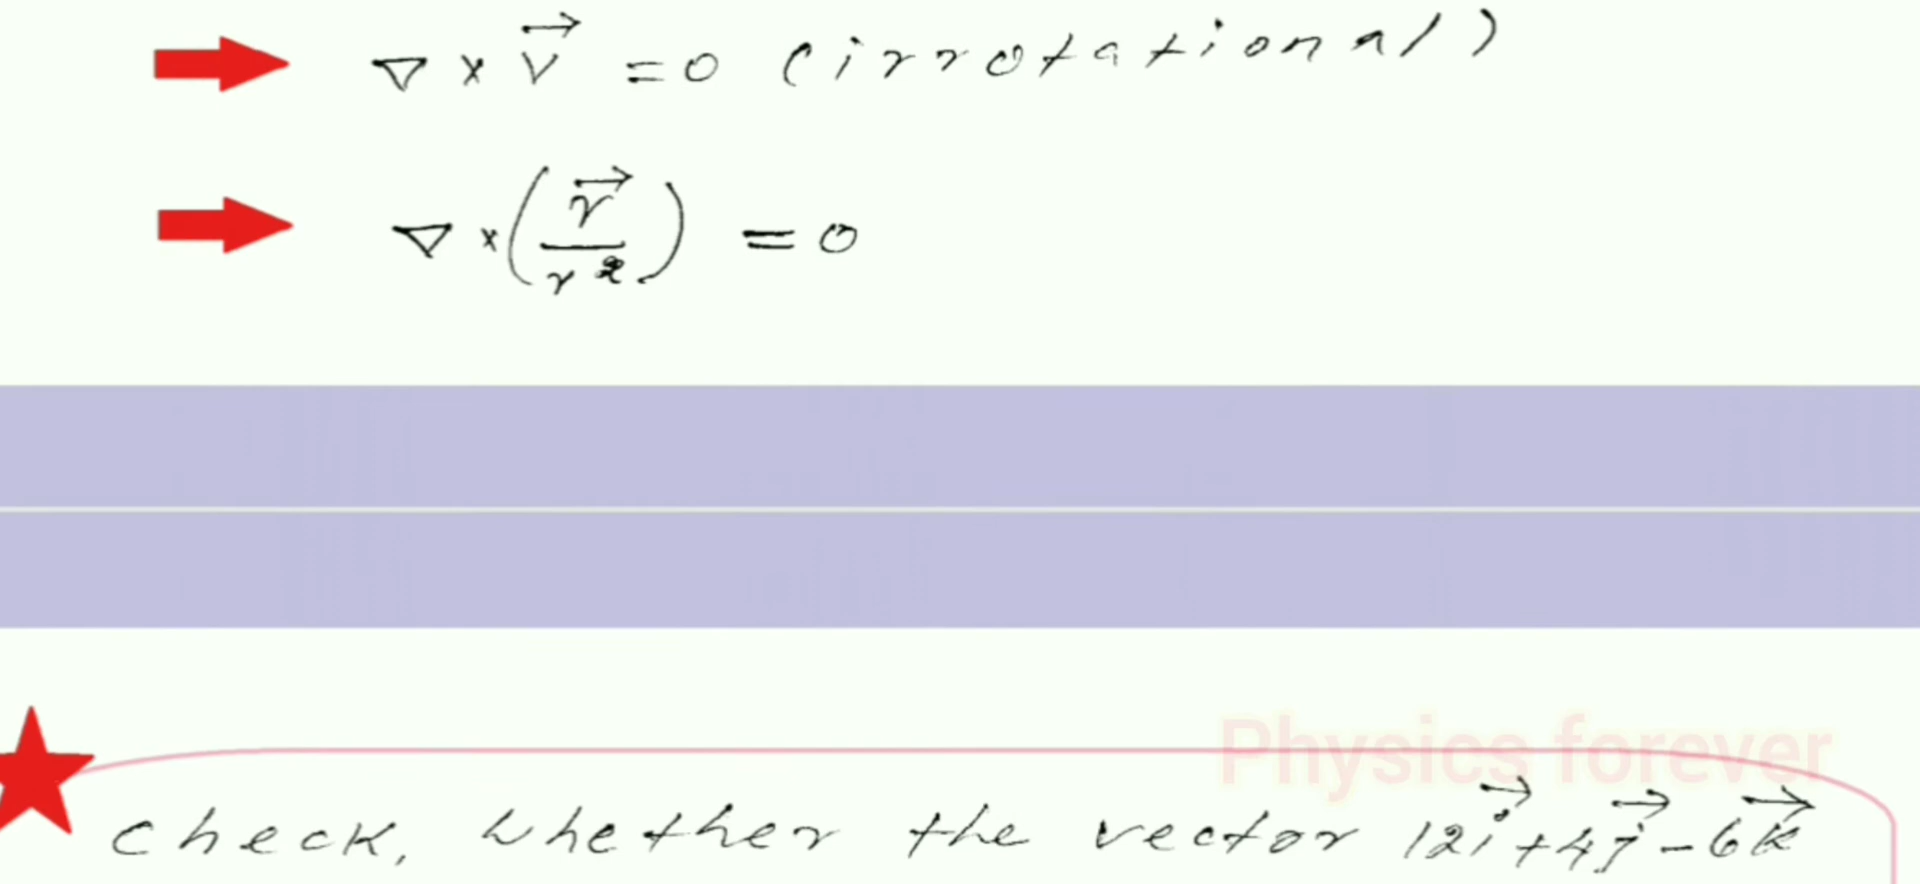 ∇ × v⃗ = 0 (irrotational)
∇ × (r⃗ / r²) = 0
Physics forever
check, whether the vector 12i⃗ + 4j⃗ - 6k⃗